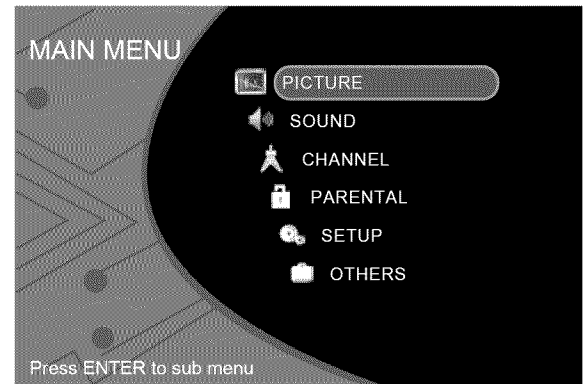 MAIN MENU
PICTURE
SOUND
CHANNEL
PARENTAL
SETUP
OTHERS
Press ENTER to sub menu